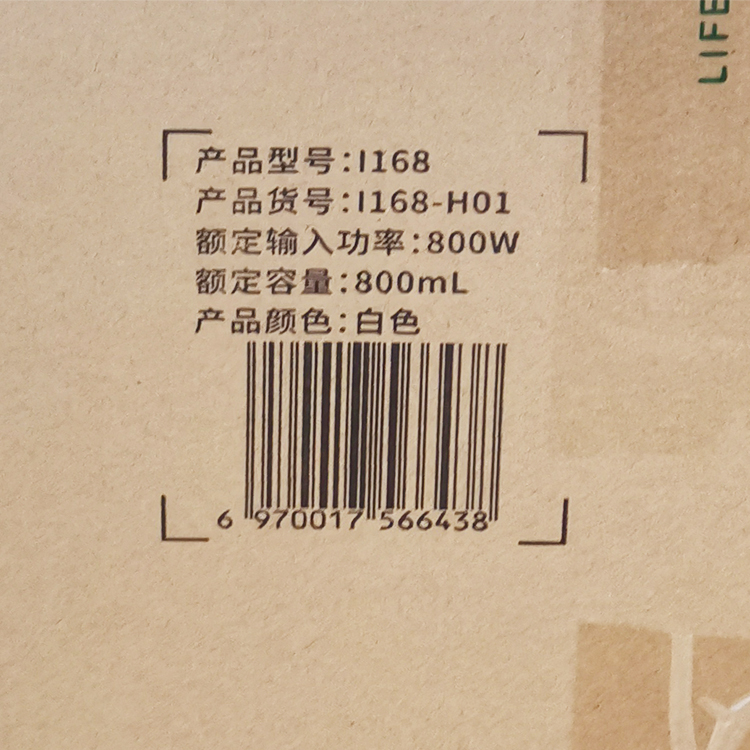 LIFE
产品型号:I168
产品货号:I168-H01
额定输入功率:800W
额定容量:800mL
产品颜色:白色
6 970017 566438